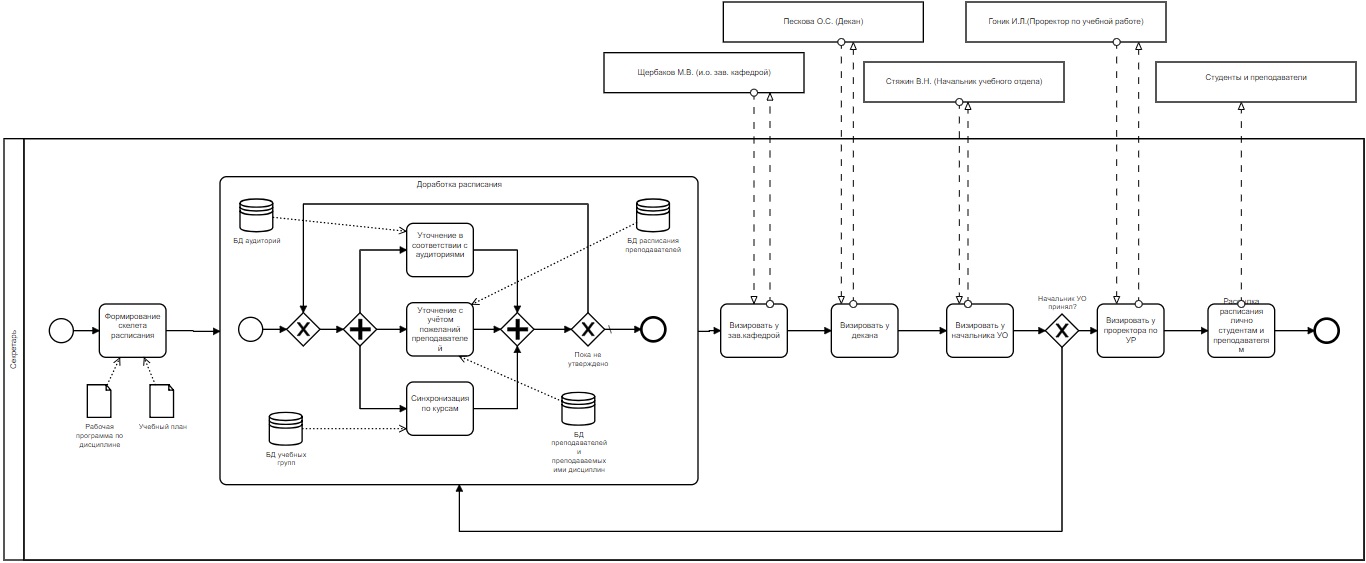 Пескова О.С. (Декан)
Гоник И.Л.(Проректор по учебной работе)
Щербаков М.В. (и.о. зав. кафедрой)
Стяжин В.Н. (Начальник учебного отдела)
Студенты и преподаватели
Секретарь
Формирование
скелета
расписания
Рабочая
программа по
дисциплине
Учебный план
Доработка расписания
БД аудиторий
Уточнение в
соответствии с
аудиториями
БД расписания
преподавателей
Уточнение с
учётом
пожеланий
преподавателе
й
Пока не
утверждено
Синхронизация
по курсам
БД учебных
групп
БД
преподавателей
и
преподаваемых
ими дисциплин
Визировать у
зав.кафедрой
Визировать у
декана
Визировать у
начальника УО
Начальник УО
принял?
Визировать у
проректора по
УР
Рассылка
расписания
лично
студентам и
преподавателя
м